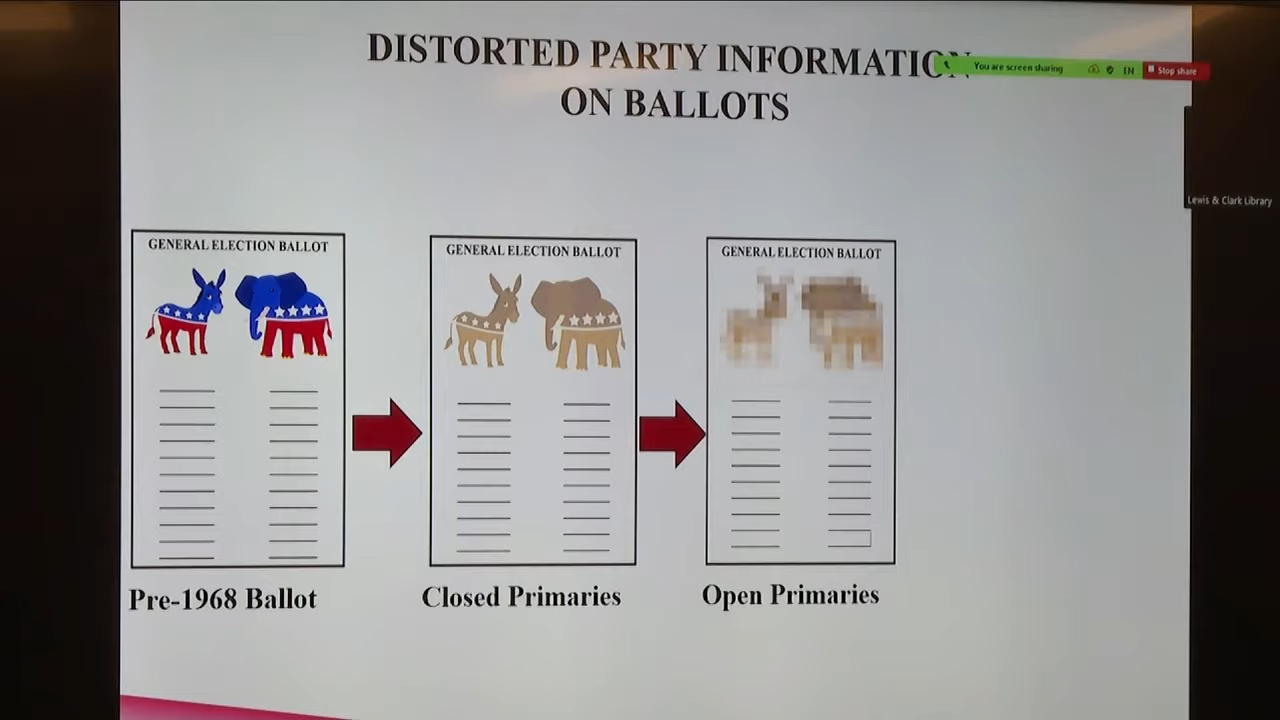 DISTORTED PARTY INFORMATION
ON BALLOTS
You are screen sharing
EN
Stop share
Lewis & Clark Library
GENERAL ELECTION BALLOT
GENERAL ELECTION BALLOT
GENERAL ELECTION BALLOT
Pre-1968 Ballot
Closed Primaries
Open Primaries